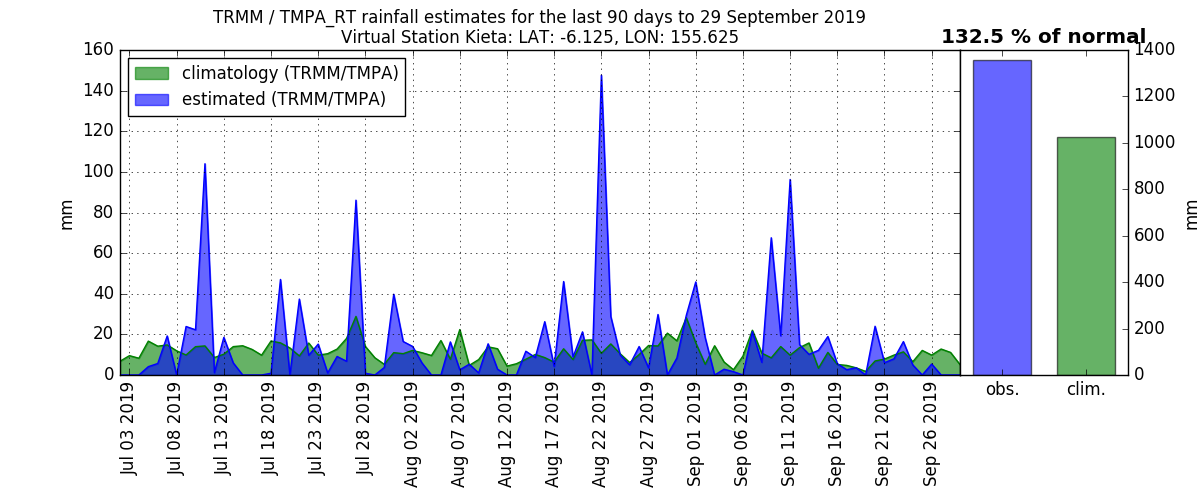 TRMM / TMPA_RT rainfall estimates for the last 90 days to 29 September 2019
Virtual Station Kieta: LAT: -6.125, LON: 155.625
132.5 % of normal
climatology (TRMM/TMPA)
estimated (TRMM/TMPA)
mm
160
140
120
100
80
60
40
20
0
Jul 03 2019
Jul 08 2019
Jul 13 2019
Jul 18 2019
Jul 23 2019
Jul 28 2019
Aug 02 2019
Aug 07 2019
Aug 12 2019
Aug 17 2019
Aug 22 2019
Aug 27 2019
Sep 01 2019
Sep 06 2019
Sep 11 2019
Sep 16 2019
Sep 21 2019
Sep 26 2019
obs.
clim.
1400
1200
1000
800
600
400
200
0
mm